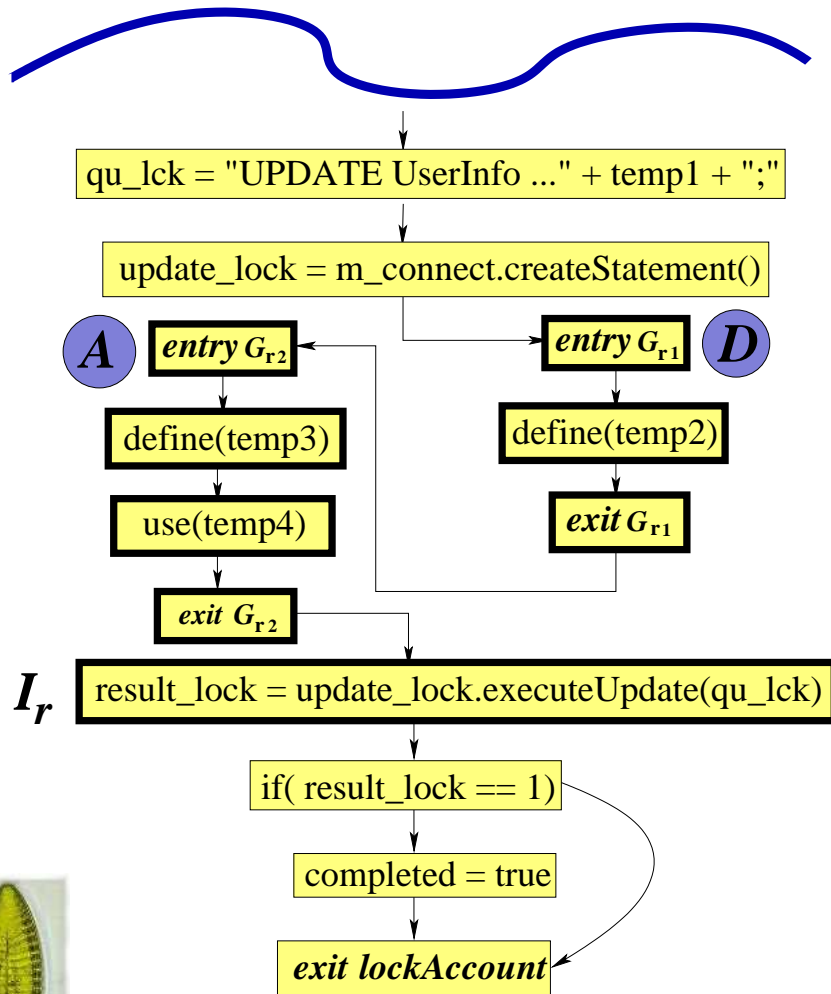 qu_lck = "UPDATE UserInfo ..." + temp1 + ";"
update_lock = m_connect.createStatement()
A
entry Gr2
entry Gr1
D
define(temp3)
define(temp2)
use(temp4)
exit Gr1
exit Gr2
Ir
result_lock = update_lock.executeUpdate(qu_lck)
if( result_lock == 1)
completed = true
exit lockAccount